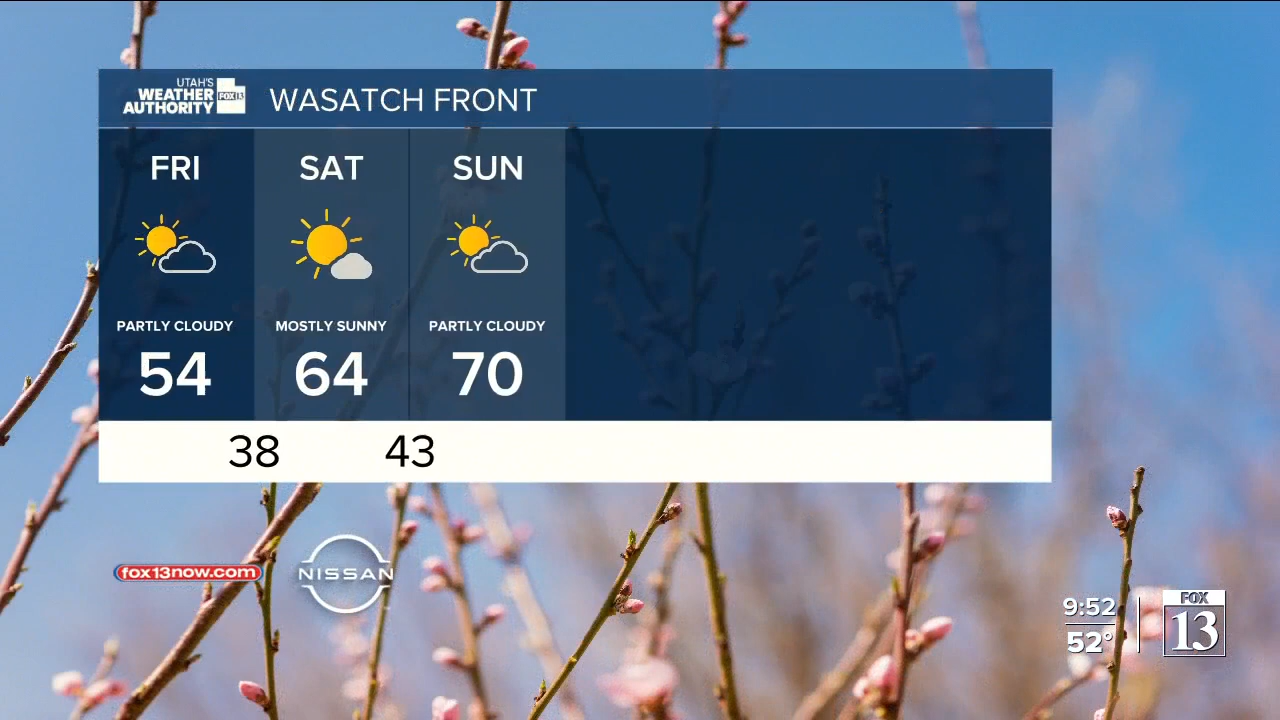 UTAH'S
WEATHER
AUTHORITY
FOX 13
WASATCH FRONT
FRI
SAT
SUN
PARTLY CLOUDY
MOSTLY SUNNY
PARTLY CLOUDY
54
64
70
38
43
fox13now.com
NISSAN
9:52
52°
FOX
13